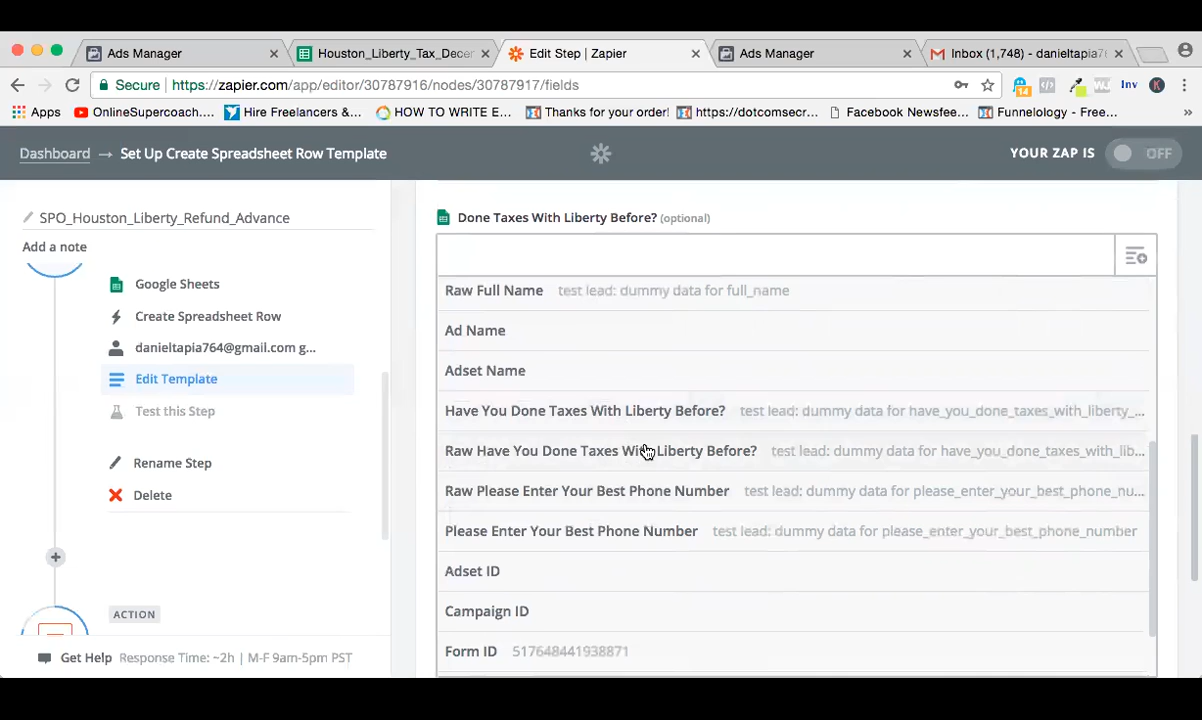 Ads Manager
Houston_Liberty_Tax_Decem
Edit Step | Zapier
Ads Manager
Inbox (1,748) - danieltapia7
Secure
https://zapier.com/app/editor/30787916/nodes/30787917/fields
14
Inv
K
Apps
OnlineSupercoach....
Hire Freelancers &...
HOW TO WRITE E...
Thanks for your order!
https://dotcomsecr...
Facebook Newsfee...
Funnelology - Free...
»
Dashboard → Set Up Create Spreadsheet Row Template
YOUR ZAP IS OFF
SPO_Houston_Liberty_Refund_Advance
Add a note
Google Sheets
Create Spreadsheet Row
danieltapia764@gmail.com g...
Edit Template
Test this Step
Rename Step
Delete
ACTION
Get Help Response Time: ~2h | M-F 9am-5pm PST
Done Taxes With Liberty Before? (optional)
Raw Full Name test lead: dummy data for full_name
Ad Name
Adset Name
Have You Done Taxes With Liberty Before? test lead: dummy data for have_you_done_taxes_with_liberty_...
Raw Have You Done Taxes With Liberty Before? test lead: dummy data for have_you_done_taxes_with_lib...
Raw Please Enter Your Best Phone Number test lead: dummy data for please_enter_your_best_phone_nu...
Please Enter Your Best Phone Number test lead: dummy data for please_enter_your_best_phone_number
Adset ID
Campaign ID
Form ID 517648441938871